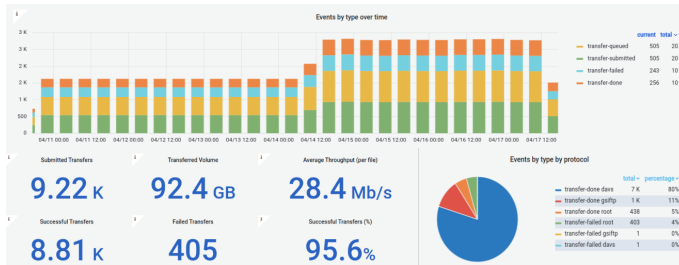 Events by type over time
3 K
3 K
2 K
2 K
1 K
500
0
04/11 00:00 04/11 12:00 04/12 00:00 04/12 12:00 04/13 00:00 04/13 12:00 04/14 00:00 04/14 12:00 04/15 00:00 04/15 12:00 04/16 00:00 04/16 12:00 04/17 00:00 04/17 12:00
current total
transfer-queued 505 20
transfer-submitted 505 20
transfer-failed 243 10
transfer-done 256 10
Submitted Transfers
9.22 K
Transferred Volume
92.4 GB
Average Throughput (per file)
28.4 Mb/s
Successful Transfers
8.81 K
Failed Transfers
405
Successful Transfers (%)
95.6%
Events by type by protocol
total percentage
transfer-done davs 7 K 80%
transfer-done gsiftp 1 K 11%
transfer-done root 438 5%
transfer-failed root 403 4%
transfer-failed gsiftp 1 0%
transfer-failed davs 1 0%